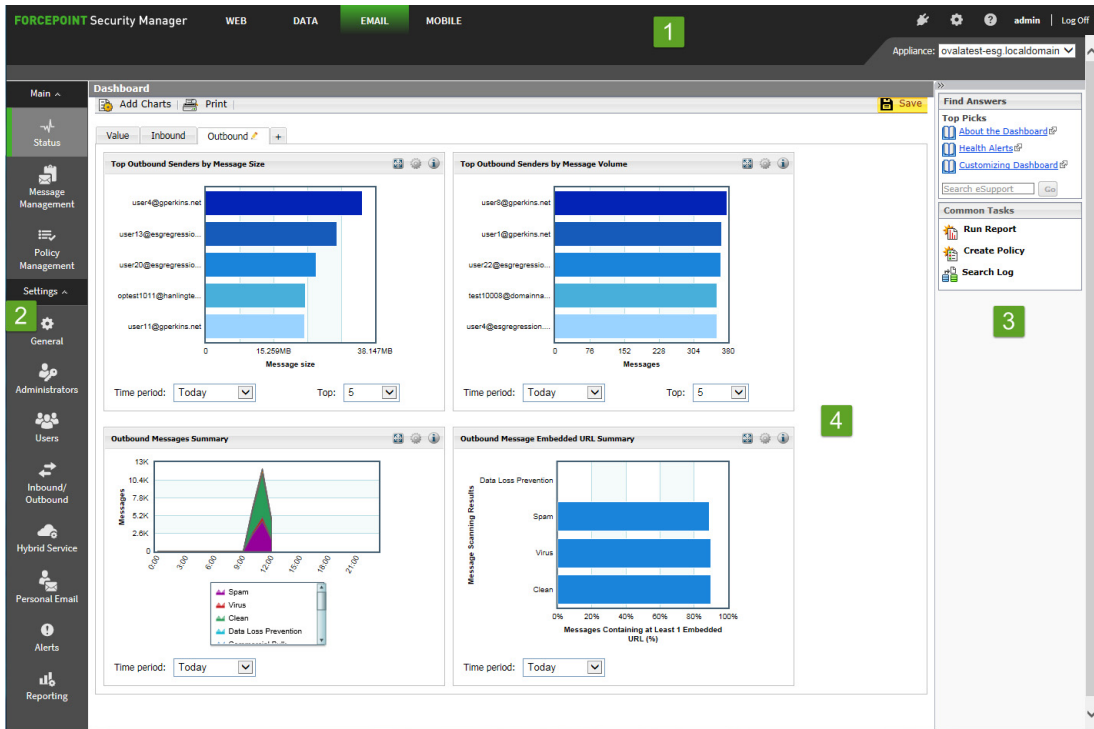 FORCEPOINT Security Manager WEB DATA EMAIL MOBILE 1 admin Log Off
Appliance: ovalatest-esg.localdomain
Main
Status
Message
Management
Policy
Management
Settings
2
General
Administrators
Users
Inbound/
Outbound
Hybrid Service
Personal Email
Alerts
Reporting
Dashboard
Add Charts Print Save
Value Inbound Outbound +
Top Outbound Senders by Message Size
user4@gperkins.net
user13@esgregressio...
user20@esgregressio...
optest1011@hanlingte...
user11@gperkins.net
0 15.259MB 38.147MB
Message size
Time period: Today Top: 5
Top Outbound Senders by Message Volume
user8@gperkins.net
user1@gperkins.net
user22@esgregressio...
test10008@domainna...
user4@esgregression....
0 76 152 228 304 380
Messages
Time period: Today Top: 5
Outbound Messages Summary
13K
10.4K
7.8K
5.2K
2.6K
0
Messages
0:00 3:00 6:00 9:00 12:00 15:00 18:00 21:00
Spam
Virus
Clean
Data Loss Prevention
Time period: Today
Outbound Message Embedded URL Summary
Message Scanning Results
Data Loss Prevention
Spam
Virus
Clean
0% 20% 40% 60% 80% 100%
Messages Containing at Least 1 Embedded
URL (%)
Time period: Today
4
Find Answers
Top Picks
About the Dashboard
Health Alerts
Customizing Dashboard
Search eSupport Go
Common Tasks
Run Report
Create Policy
Search Log
3